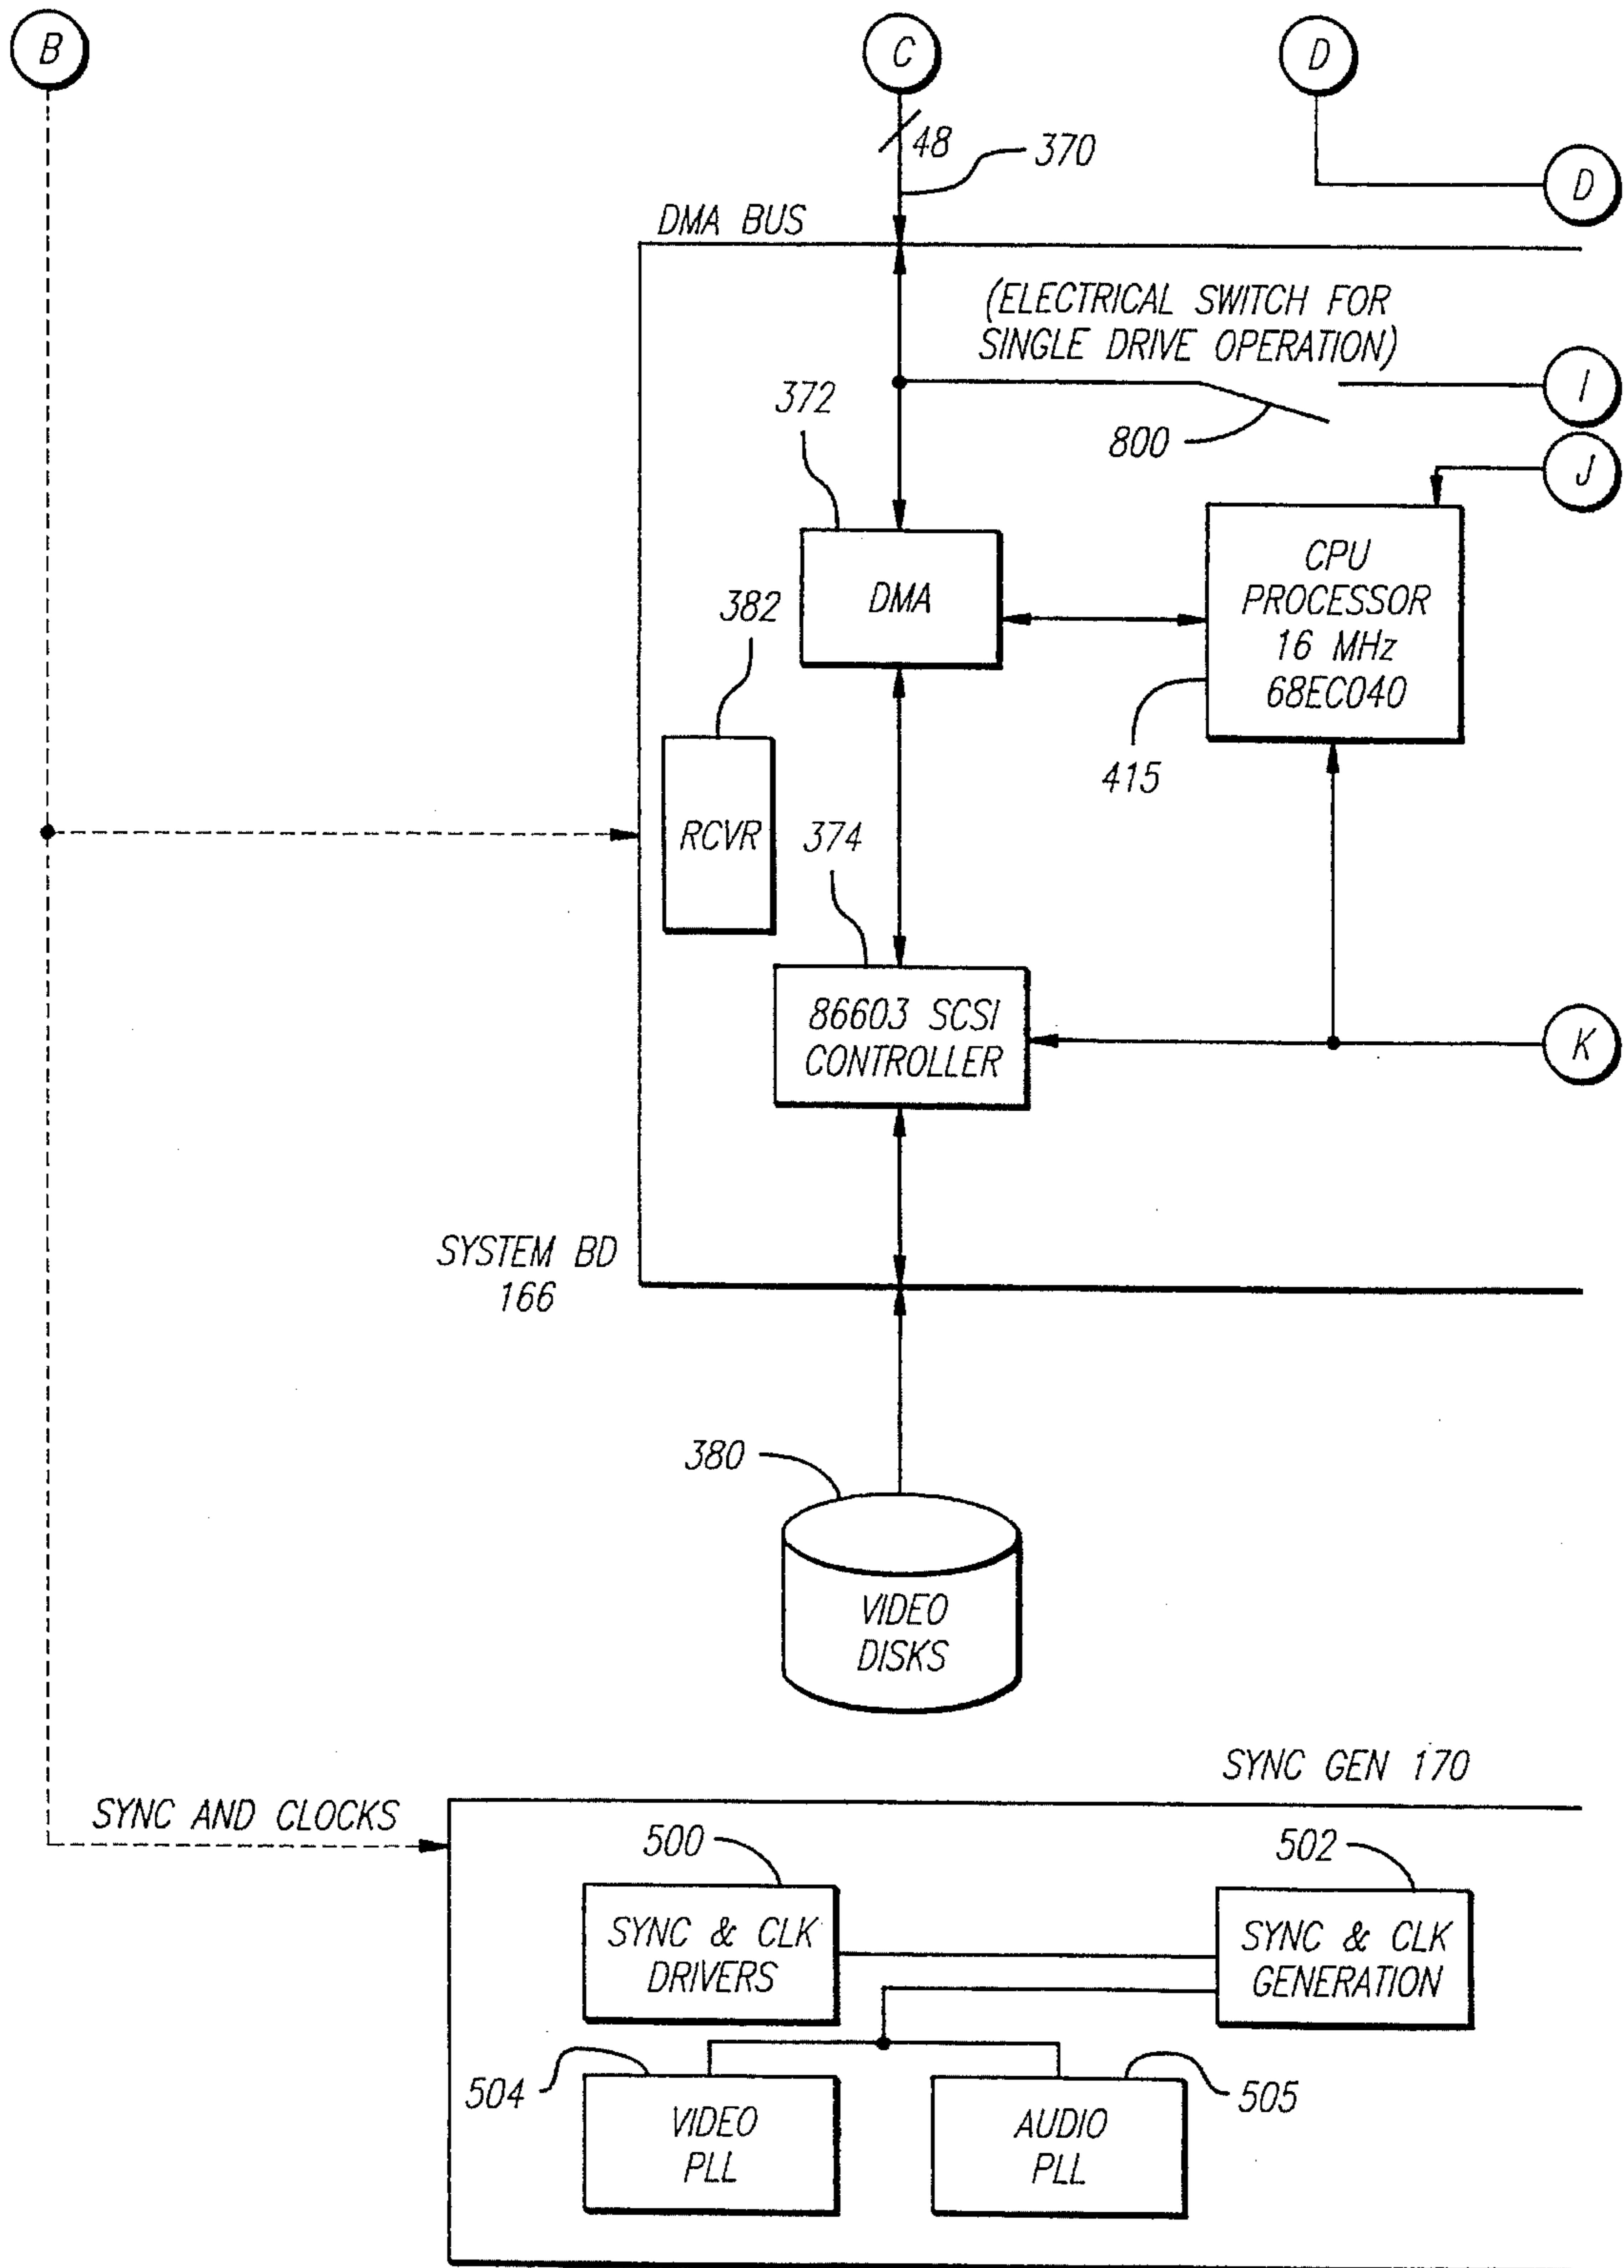 B
C
D
48
370
D
DMA BUS
(ELECTRICAL SWITCH FOR
SINGLE DRIVE OPERATION)
I
372
800
J
CPU
PROCESSOR
16 MHz
68EC040
DMA
382
415
RCVR
374
86603 SCSI
CONTROLLER
K
SYSTEM BD
166
380
VIDEO
DISKS
SYNC GEN 170
SYNC AND CLOCKS
500
502
SYNC & CLK
DRIVERS
SYNC & CLK
GENERATION
504
505
VIDEO
PLL
AUDIO
PLL